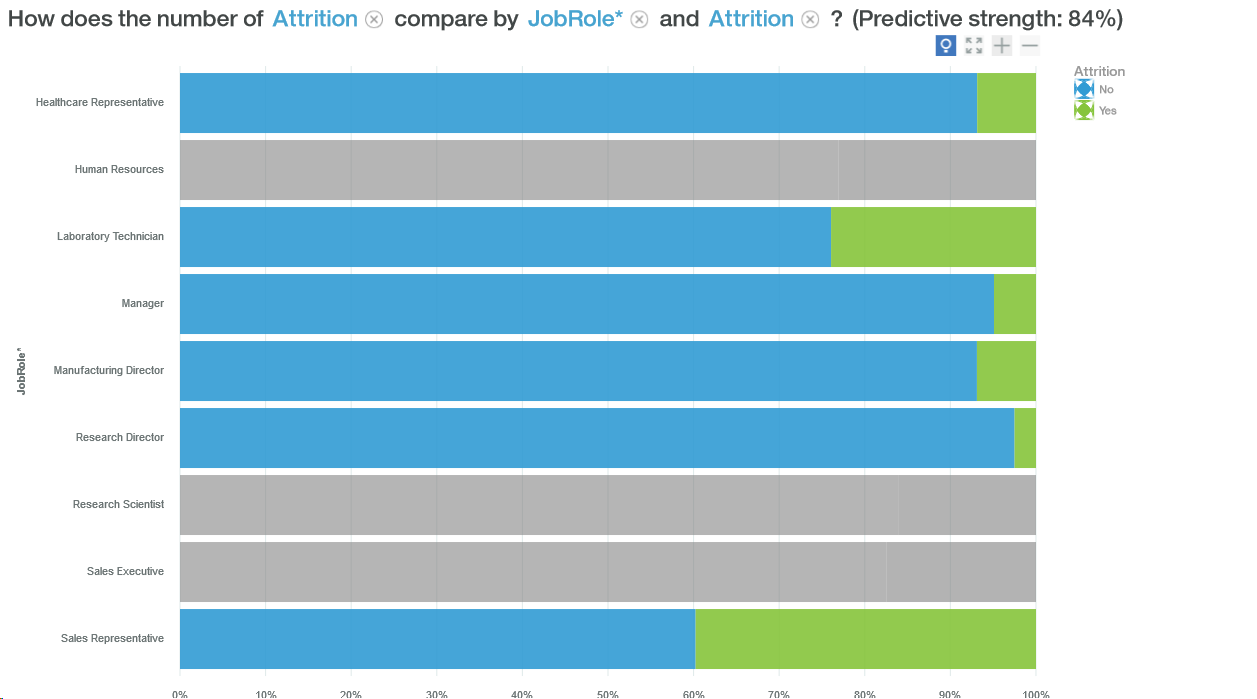 How does the number of Attrition compare by JobRole* and Attrition ? (Predictive strength: 84%)
Attrition
No
Yes
Healthcare Representative
Human Resources
Laboratory Technician
Manager
Manufacturing Director
Research Director
Research Scientist
Sales Executive
Sales Representative
JobRole*
0% 10% 20% 30% 40% 50% 60% 70% 80% 90% 100%